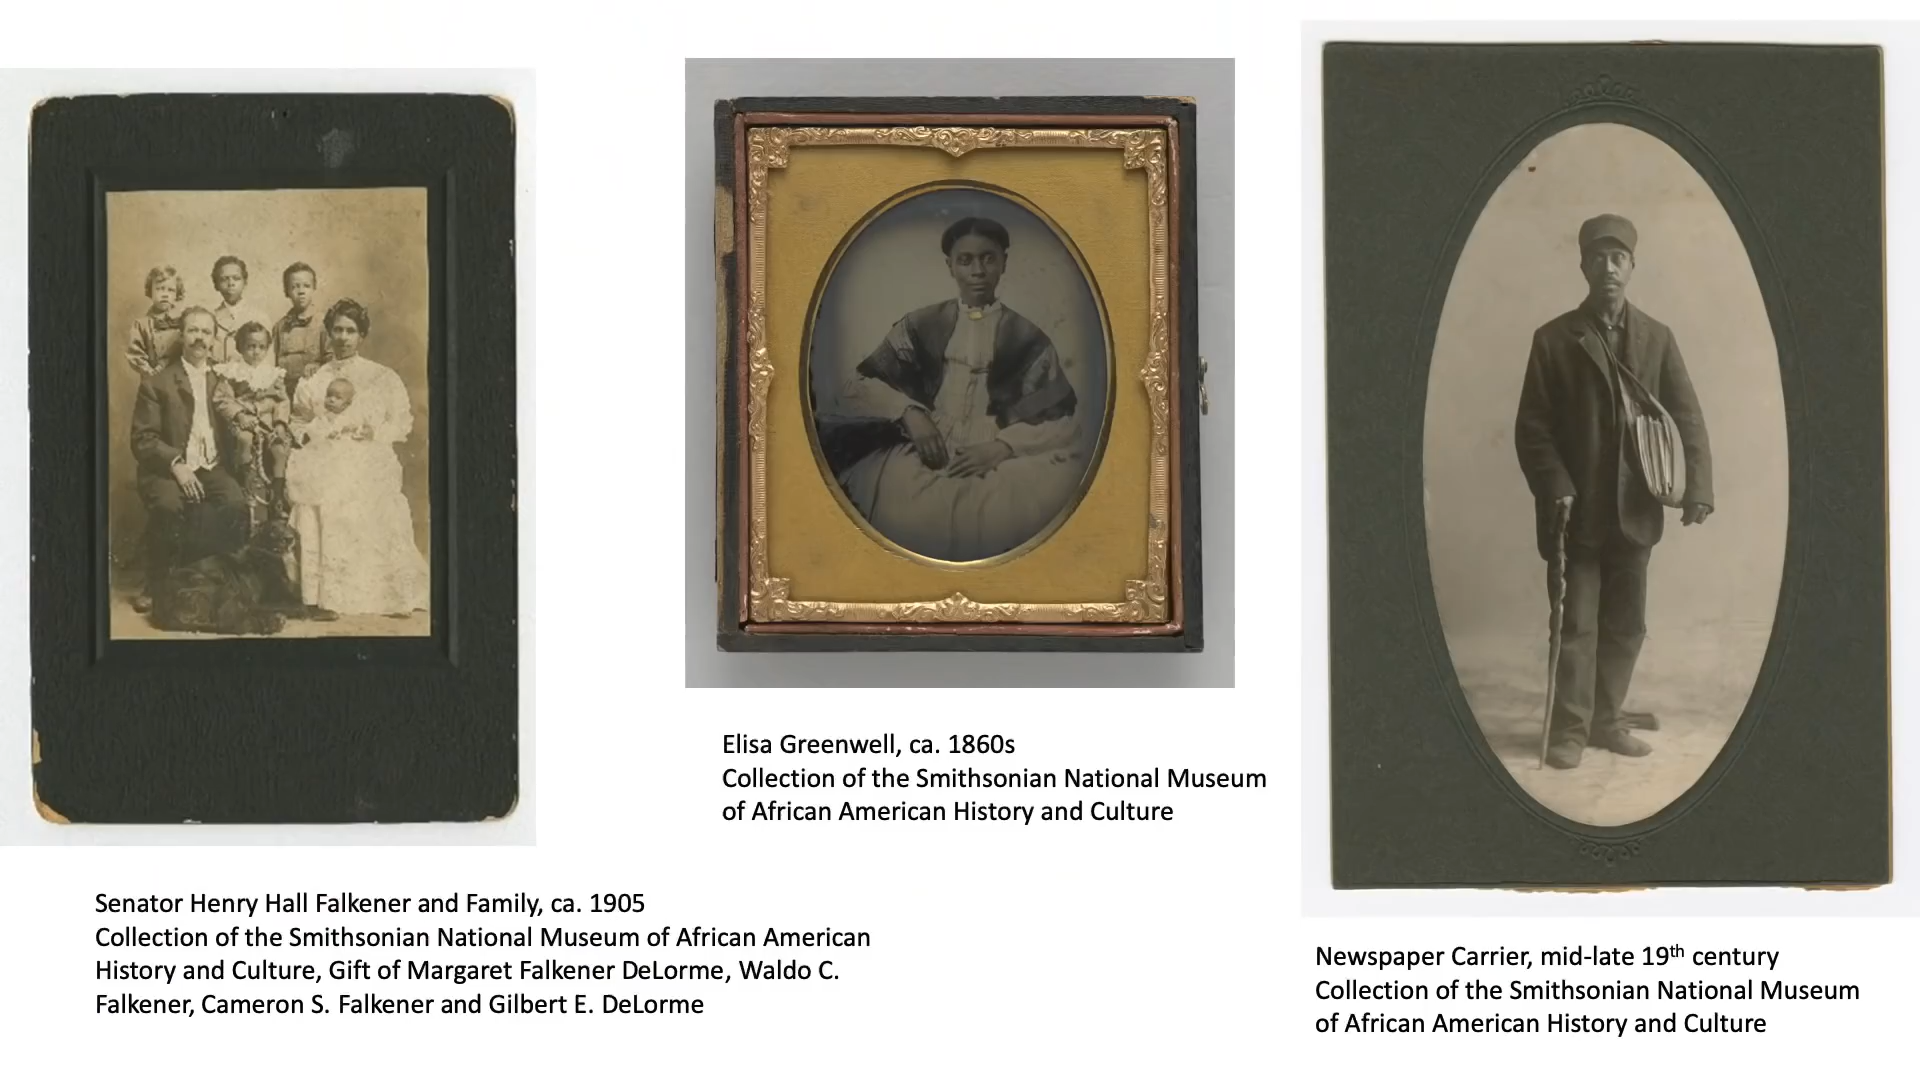 Elisa Greenwell, ca. 1860s
Collection of the Smithsonian National Museum
of African American History and Culture
Senator Henry Hall Falkener and Family, ca. 1905
Collection of the Smithsonian National Museum of African American
History and Culture, Gift of Margaret Falkener DeLorme, Waldo C.
Falkener, Cameron S. Falkener and Gilbert E. DeLorme
Newspaper Carrier, mid-late 19th century
Collection of the Smithsonian National Museum
of African American History and Culture